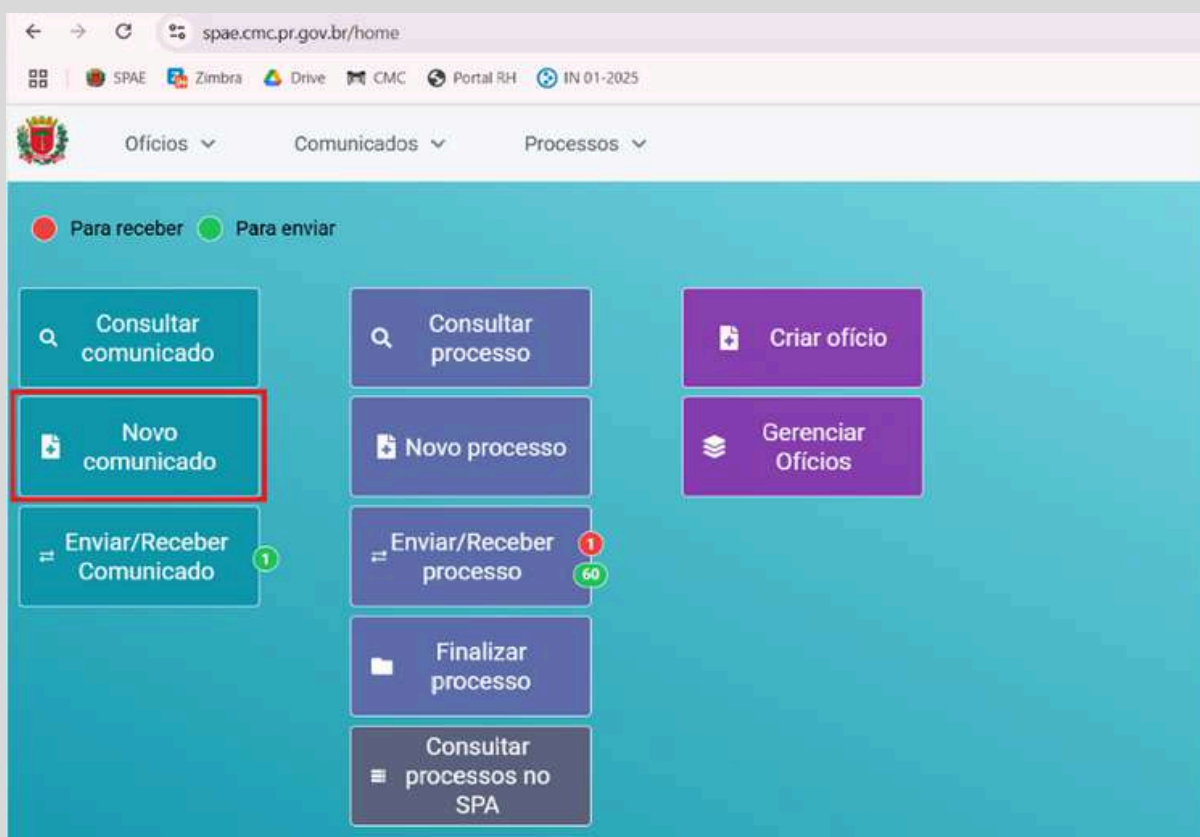 spae.cmc.pr.gov.br/home
SPAE Zimbra Drive CMC Portal RH IN 01-2025
Ofícios Comunicados Processos
Para receber Para enviar
Consultar
comunicado
Novo
comunicado
Enviar/Receber
Comunicado
1
Consultar
processo
Novo processo
Enviar/Receber
processo
1
60
Finalizar
processo
Consultar
processos no
SPA
Criar ofício
Gerenciar
Ofícios